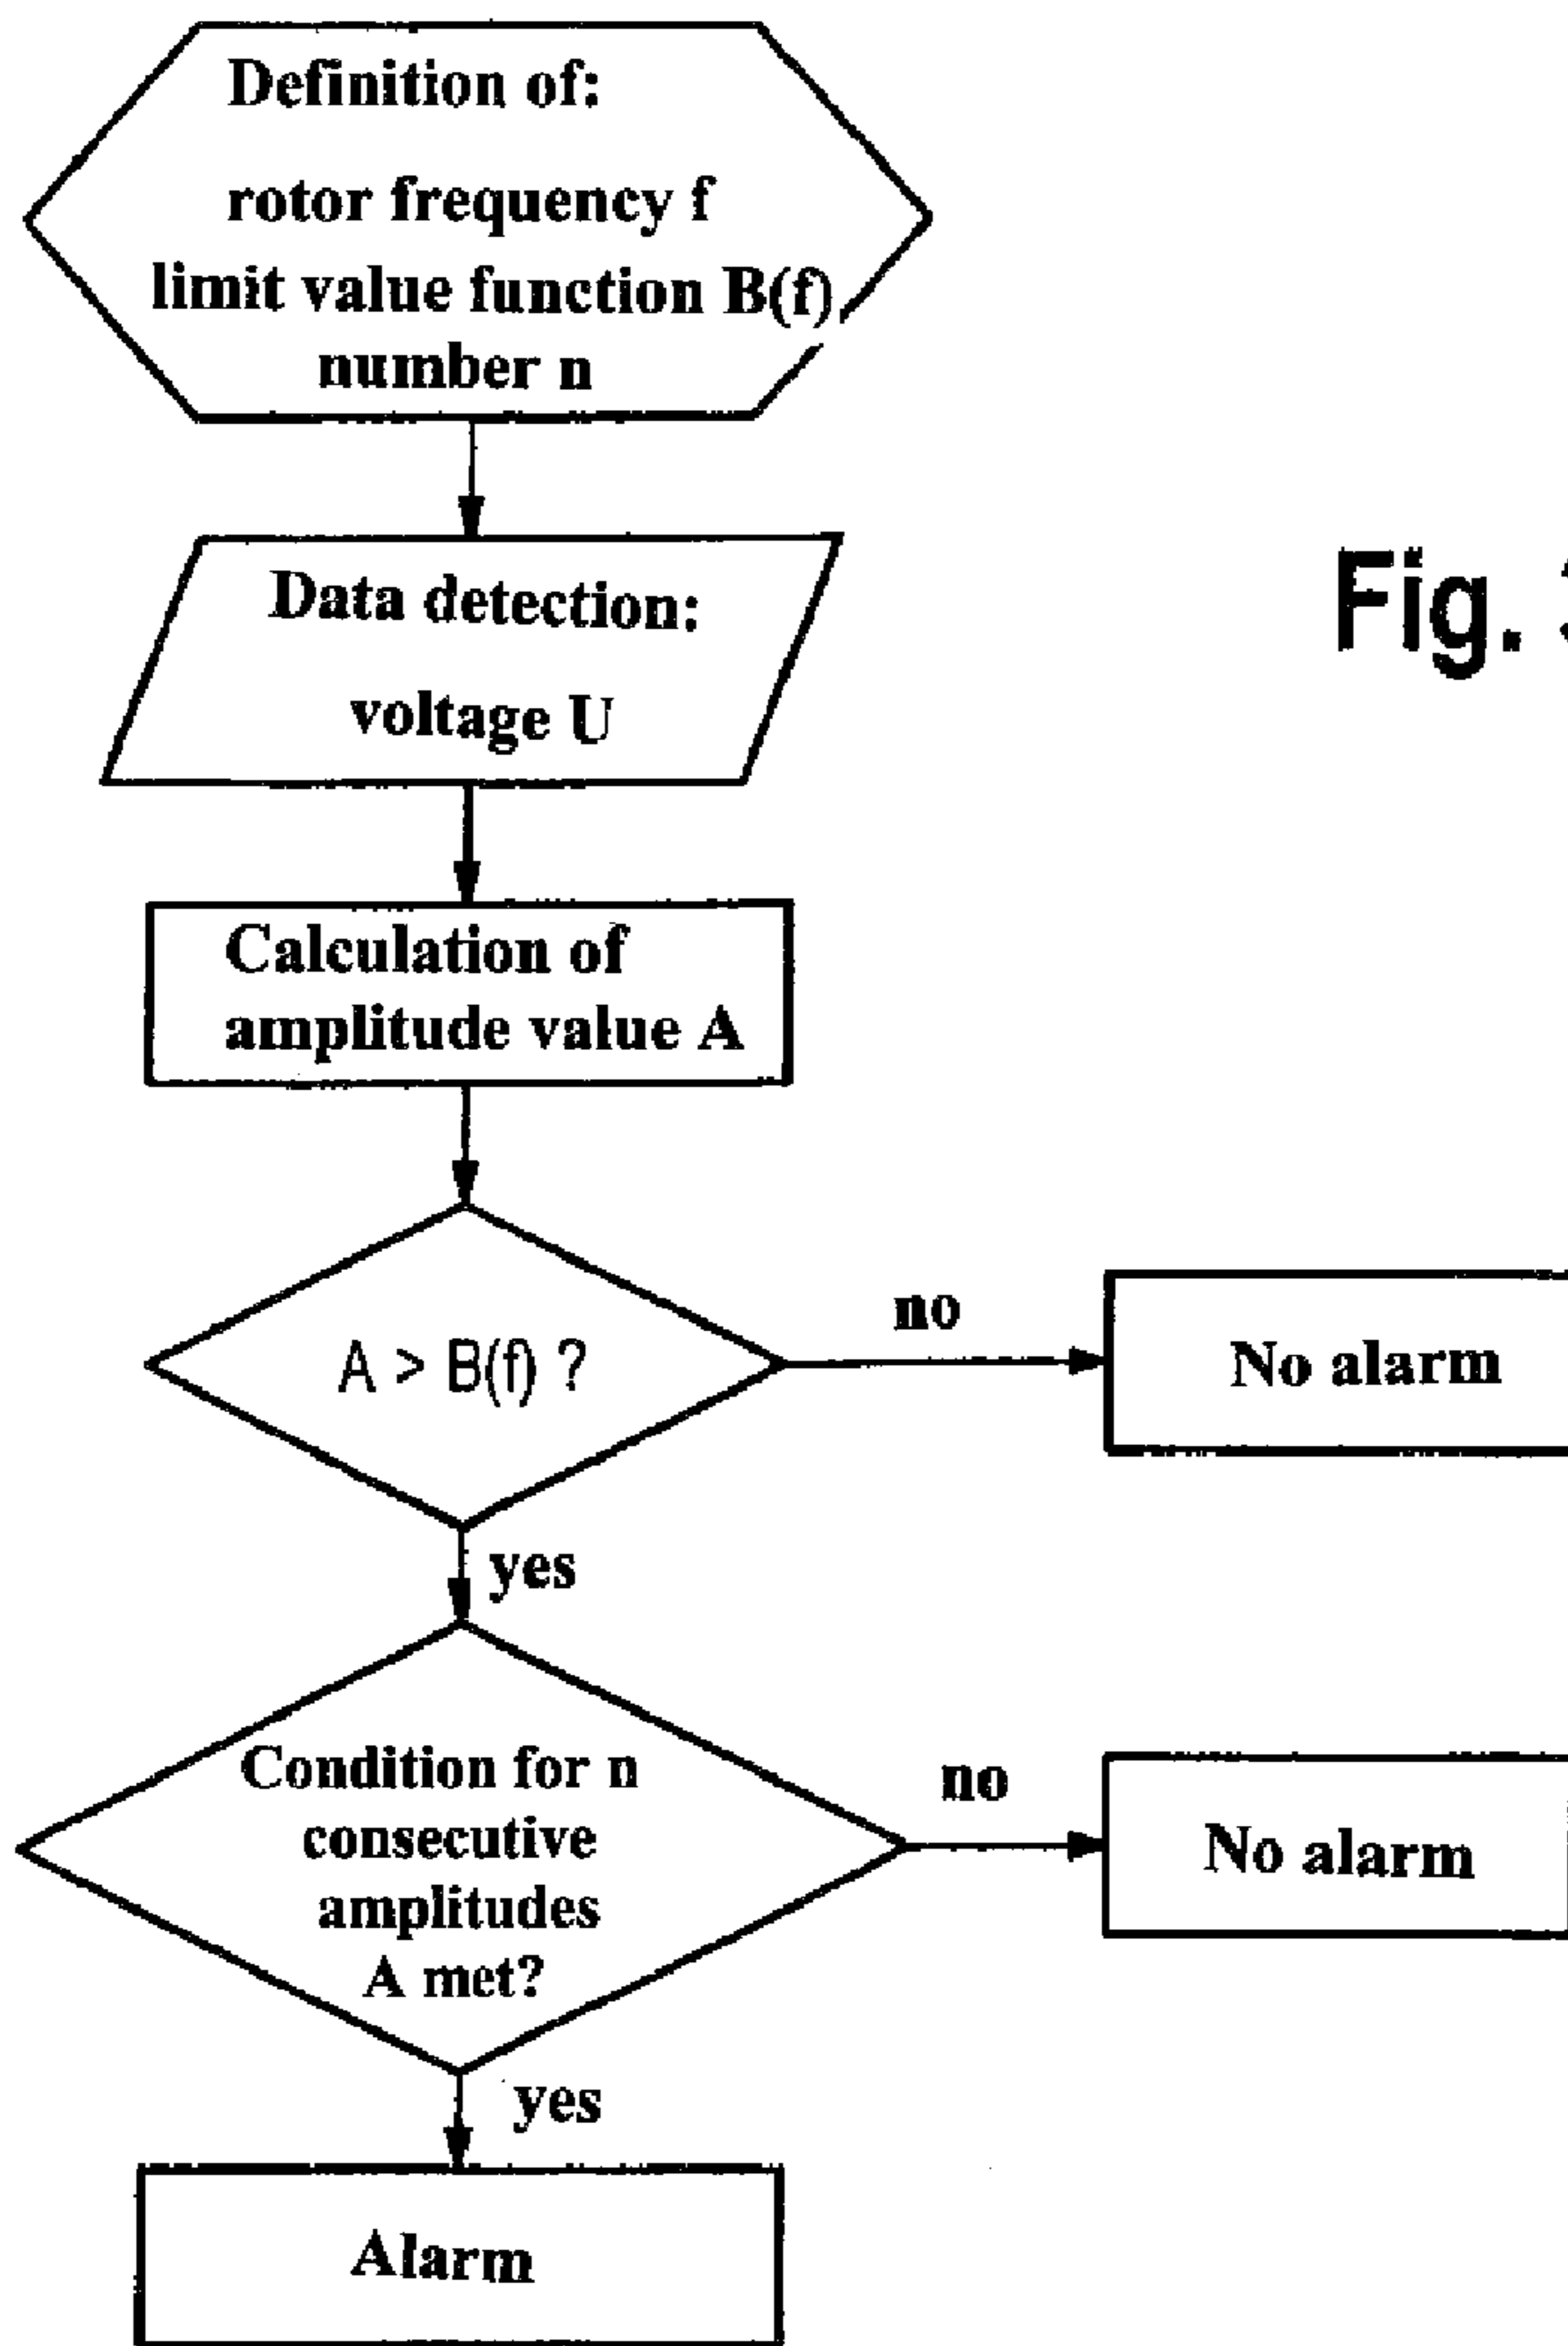 Definition of:
rotor frequency f
limit value function B(f)
number n
Data detection:
voltage U
Fig.
Calculation of
amplitude value A
A > B(f) ?
no
No alarm
yes
Condition for n
consecutive
amplitudes
A met?
no
No alarm
yes
Alarm